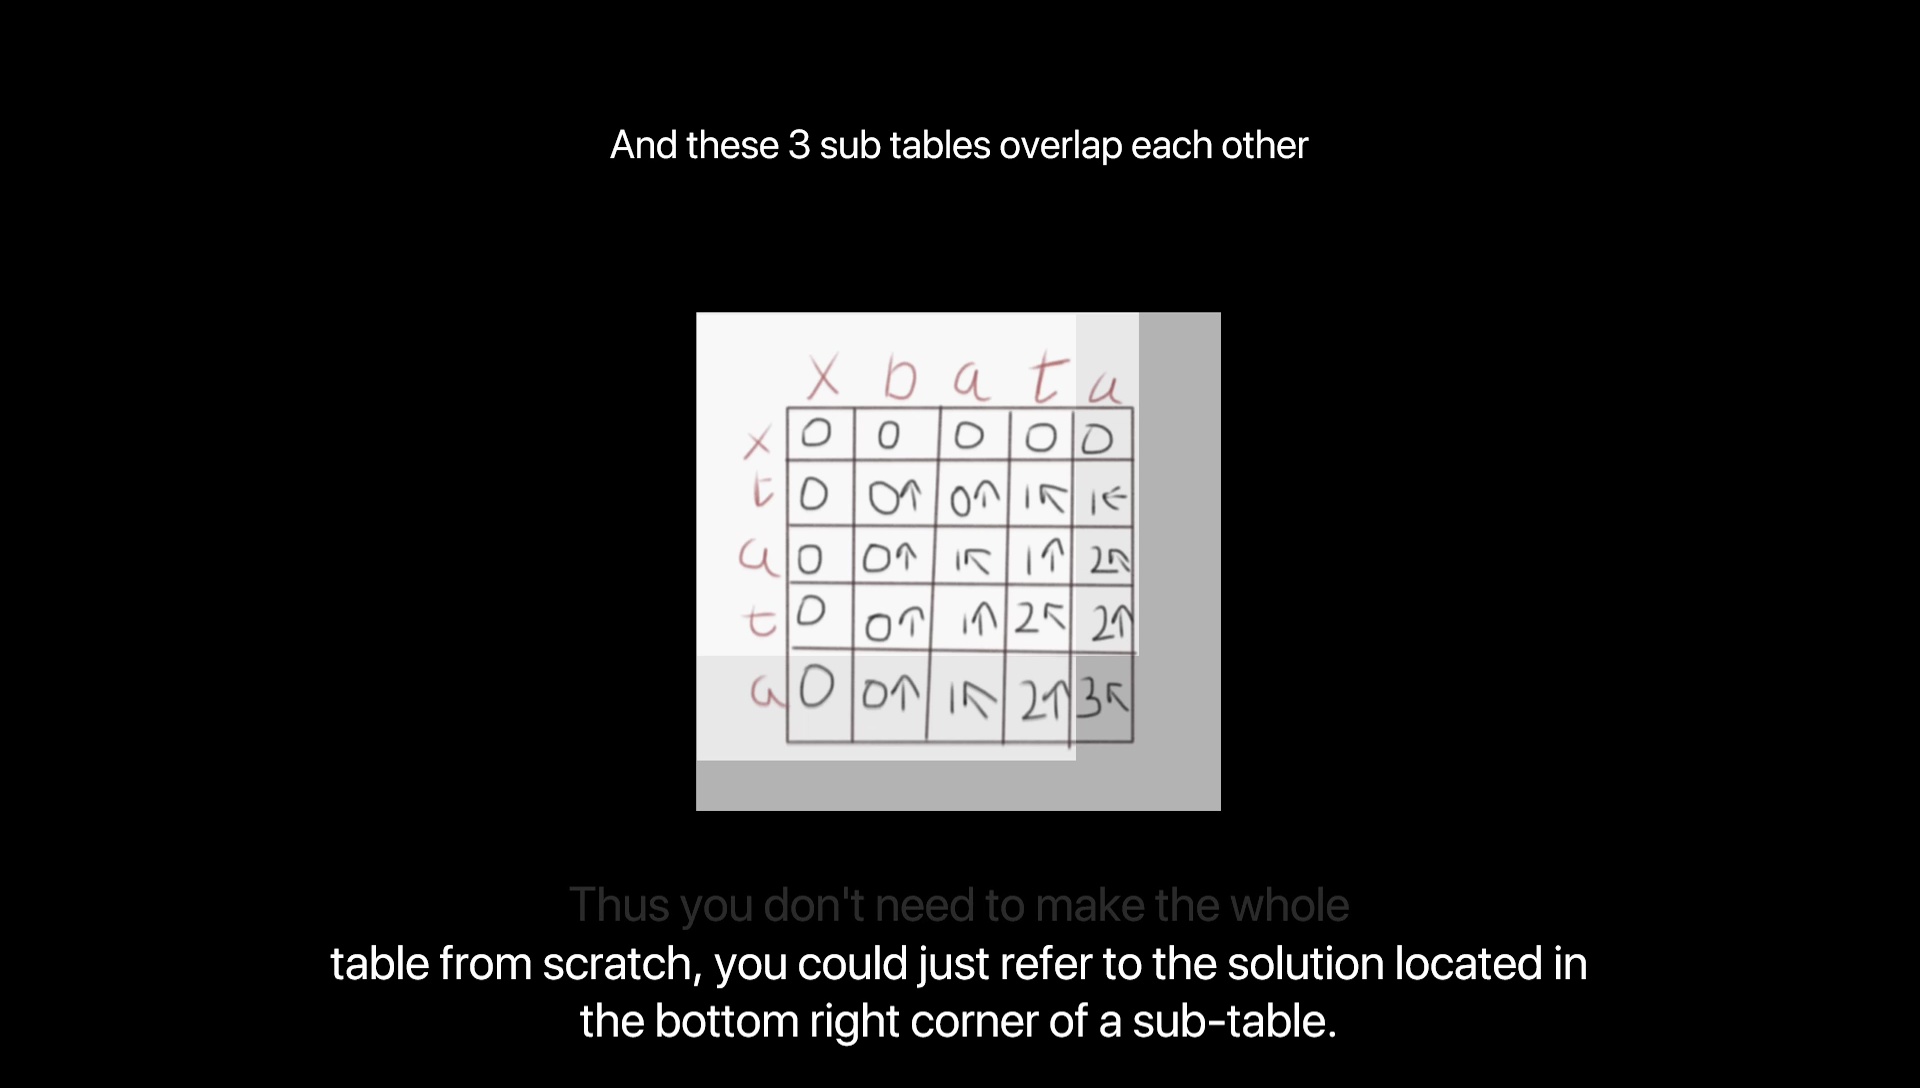 And these 3 sub tables overlap each other
x b a t a
x 0 0 0 0 0
t 0 0↑ 0↑ 1↖ 1←
a 0 0↑ 1↖ 1↑ 2↖
t 0 0↑ 1↑ 2↖ 2↑
a 0 0↑ 1↖ 2↑ 3↖
Thus you don't need to make the whole
table from scratch, you could just refer to the solution located in
the bottom right corner of a sub-table.